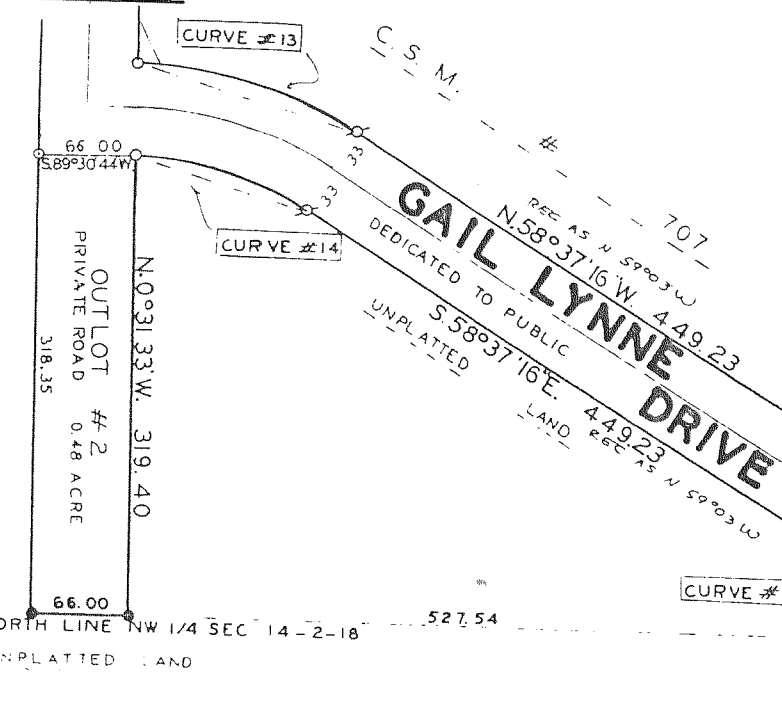 CURVE #13
C. S. M. # 707
66 00
S.89°30'44"W.
33
33
CURVE #14
REC AS N 59°03'W
N.58°37'16"W. 449.23
GAIL LYNNE DRIVE
DEDICATED TO PUBLIC
S.58°37'16"E. 449.23
REC AS N 59°03'W
UNPLATTED LAND
OUTLOT #2
PRIVATE ROAD 0.48 ACRE
318.35
N.0°31'33"W. 319.40
66.00
ORTH LINE NW 1/4 SEC 14-2-18
527.54
CURVE #
NPLATTED AND